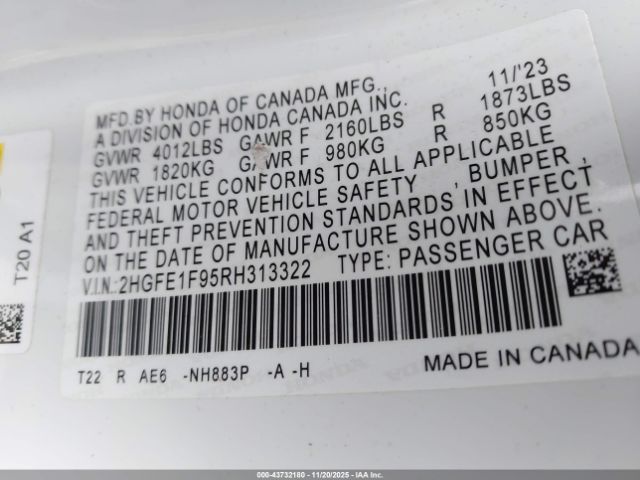 MFD.BY HONDA OF CANADA MFG., 11/'23
A DIVISION OF HONDA CANADA INC.
GVWR 4012LBS GAWR F 2160LBS R 1873LBS
GVWR 1820KG GAWR F 980KG R 850KG
THIS VEHICLE CONFORMS TO ALL APPLICABLE
FEDERAL MOTOR VEHICLE SAFETY , BUMPER ,
AND THEFT PREVENTION STANDARDS IN EFFECT
ON THE DATE OF MANUFACTURE SHOWN ABOVE.
V.I.N.:2HGFE1F95RH313322 TYPE: PASSENGER CAR
T22 R AE6 -NH883P -A -H MADE IN CANADA
T20 A1
000-43732180 - 11/20/2025 - IAA Inc.